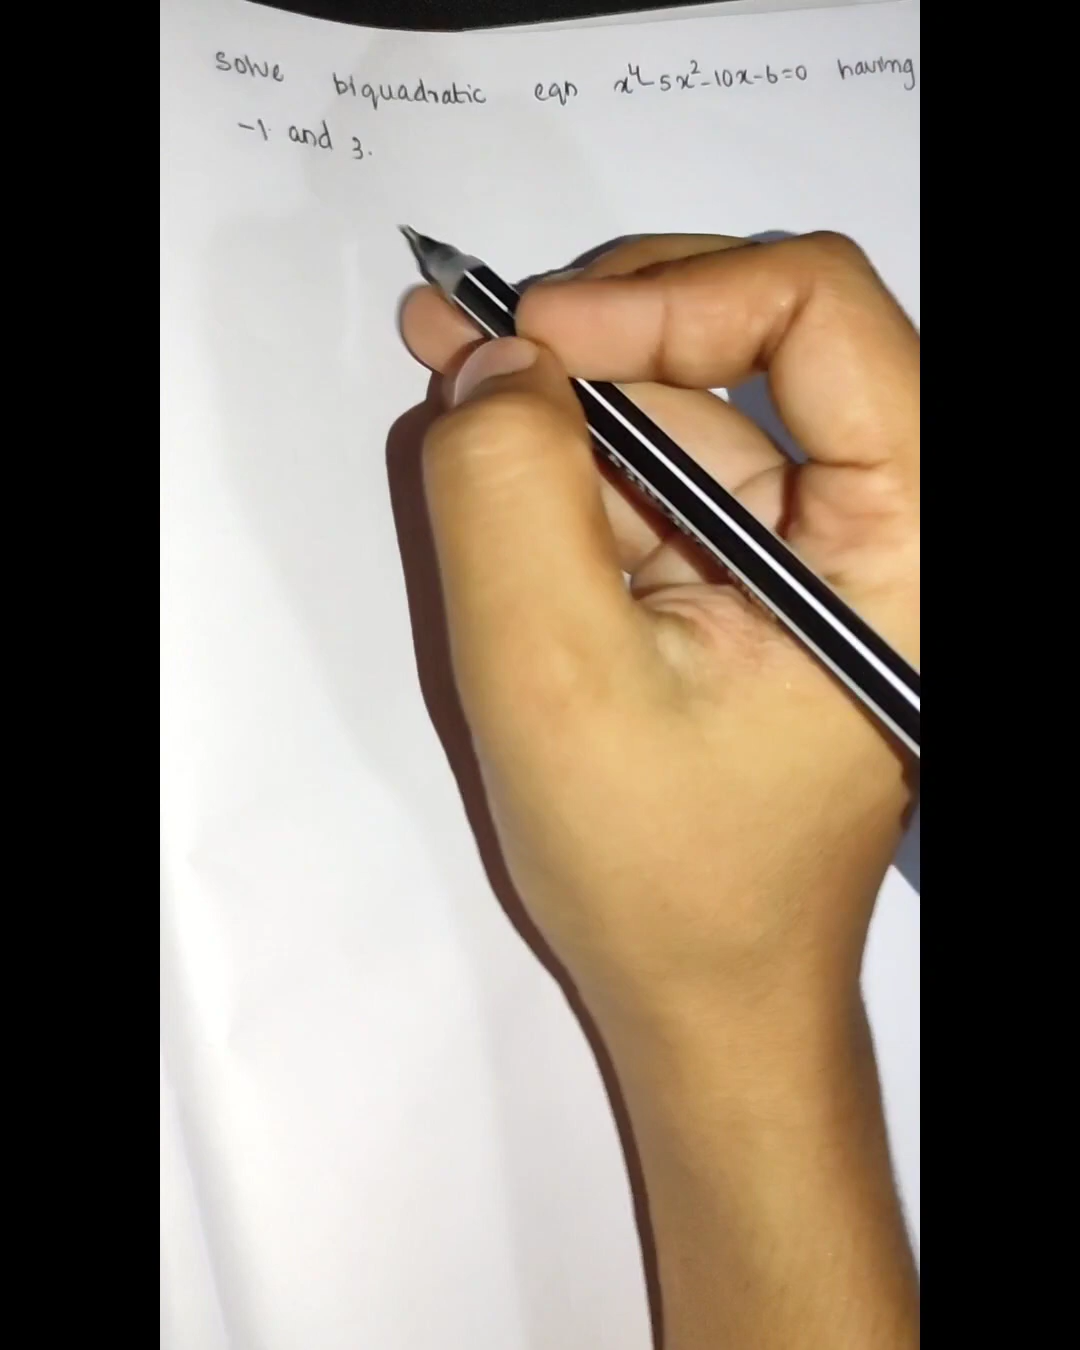 Solve biquadratic eqn x⁴-5x²-10x-6=0 having
-1 and 3.